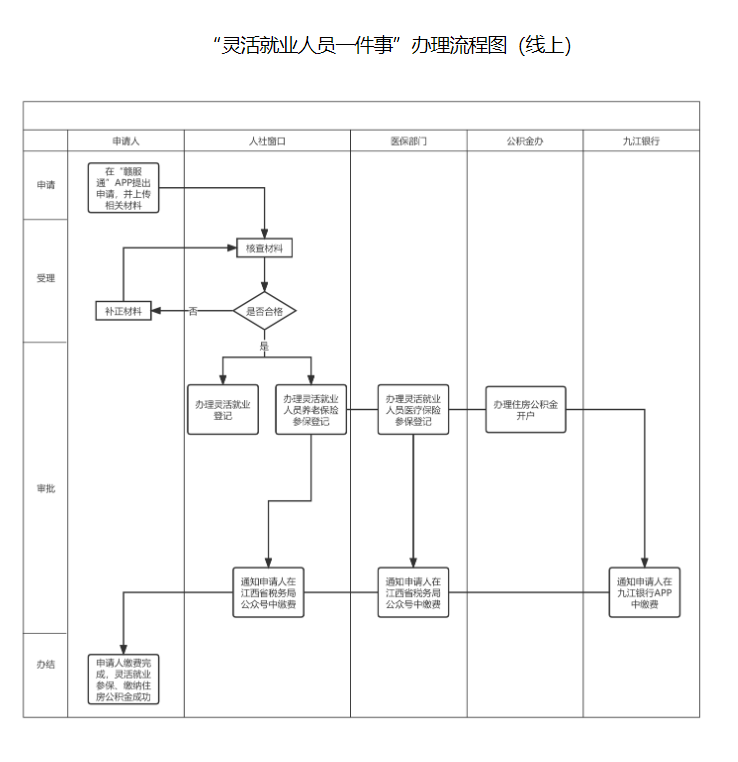 “灵活就业人员一件事”办理流程图（线上）
申请人
人社窗口
医保部门
公积金办
九江银行
申请
在“赣服
通”APP提出
申请，并上传
相关材料
受理
核查材料
补正材料
否
是否合格
是
审批
办理灵活就业
登记
办理灵活就业
人员养老保险
参保登记
办理灵活就业
人员医疗保险
参保登记
办理住房公积金
开户
通知申请人在
江西省税务局
公众号中缴费
通知申请人在
江西省税务局
公众号中缴费
通知申请人在
九江银行APP
中缴费
办结
申请人缴费完
成，灵活就业
参保、缴纳住
房公积金成功